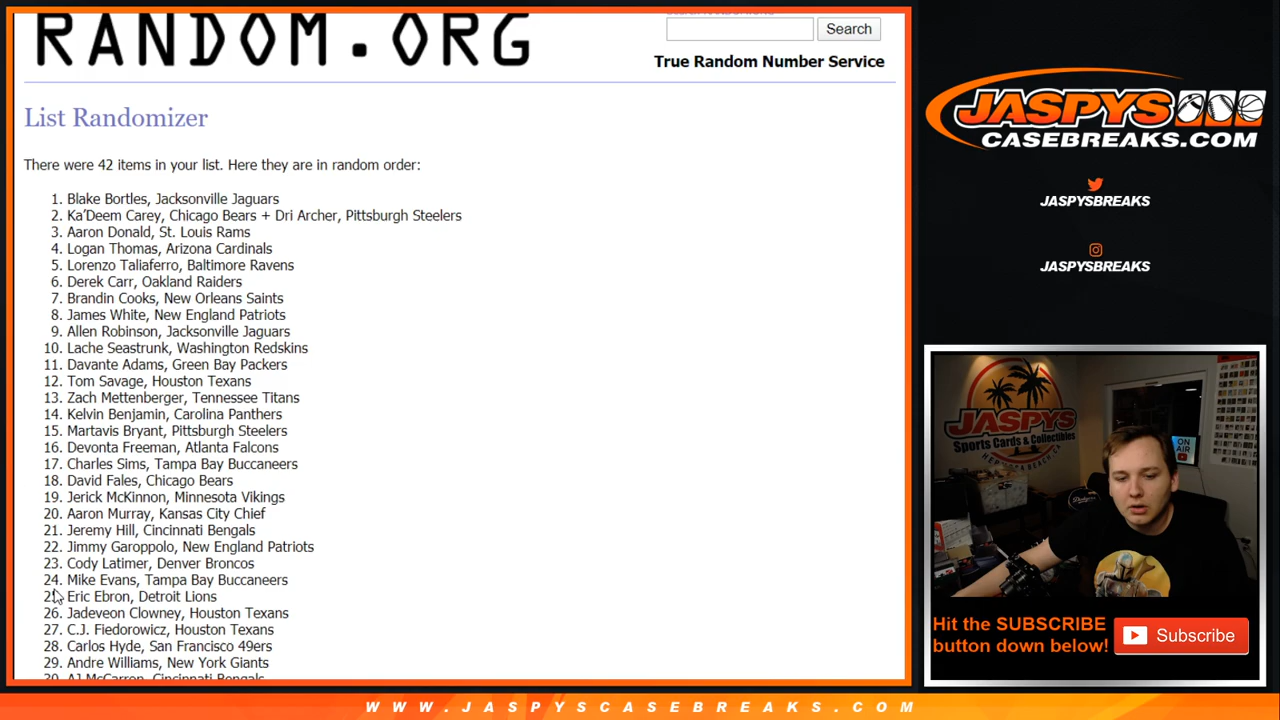 RANDOM.ORG
Search
True Random Number Service
List Randomizer
There were 42 items in your list. Here they are in random order:
1. Blake Bortles, Jacksonville Jaguars
2. Ka'Deem Carey, Chicago Bears + Dri Archer, Pittsburgh Steelers
3. Aaron Donald, St. Louis Rams
4. Logan Thomas, Arizona Cardinals
5. Lorenzo Taliaferro, Baltimore Ravens
6. Derek Carr, Oakland Raiders
7. Brandin Cooks, New Orleans Saints
8. James White, New England Patriots
9. Allen Robinson, Jacksonville Jaguars
10. Lache Seastrunk, Washington Redskins
11. Davante Adams, Green Bay Packers
12. Tom Savage, Houston Texans
13. Zach Mettenberger, Tennessee Titans
14. Kelvin Benjamin, Carolina Panthers
15. Martavis Bryant, Pittsburgh Steelers
16. Devonta Freeman, Atlanta Falcons
17. Charles Sims, Tampa Bay Buccaneers
18. David Fales, Chicago Bears
19. Jerick McKinnon, Minnesota Vikings
20. Aaron Murray, Kansas City Chief
21. Jeremy Hill, Cincinnati Bengals
22. Jimmy Garoppolo, New England Patriots
23. Cody Latimer, Denver Broncos
24. Mike Evans, Tampa Bay Buccaneers
25. Eric Ebron, Detroit Lions
26. Jadeveon Clowney, Houston Texans
27. C.J. Fiedorowicz, Houston Texans
28. Carlos Hyde, San Francisco 49ers
29. Andre Williams, New York Giants
30. AJ McCarron, Cincinnati Bengals
JASPYS
CASEBREAKS.COM
JASPYSBREAKS
JASPYSBREAKS
JASPYS
Sports Cards & Collectibles
ON
AIR
Hit the SUBSCRIBE
button down below!
Subscribe
WWW.JASPYSCASEBREAKS.COM